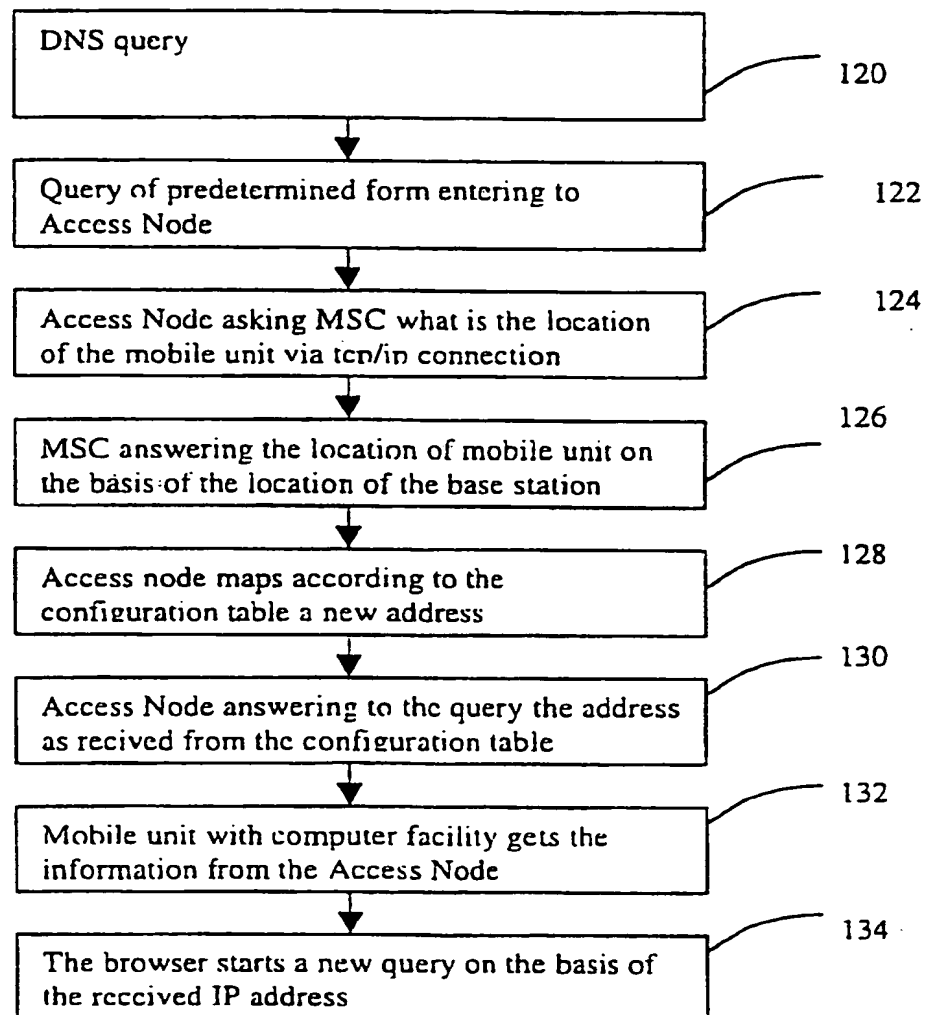 DNS query
120
Query of predetermined form entering to
Access Node
122
Access Node asking MSC what is the location
of the mobile unit via tcp/ip connection
124
MSC answering the location of mobile unit on
the basis of the location of the base station
126
Access node maps according to the
configuration table a new address
128
Access Node answering to the query the address
as recived from the configuration table
130
Mobile unit with computer facility gets the
information from the Access Node
132
The browser starts a new query on the basis of
the received IP address
134